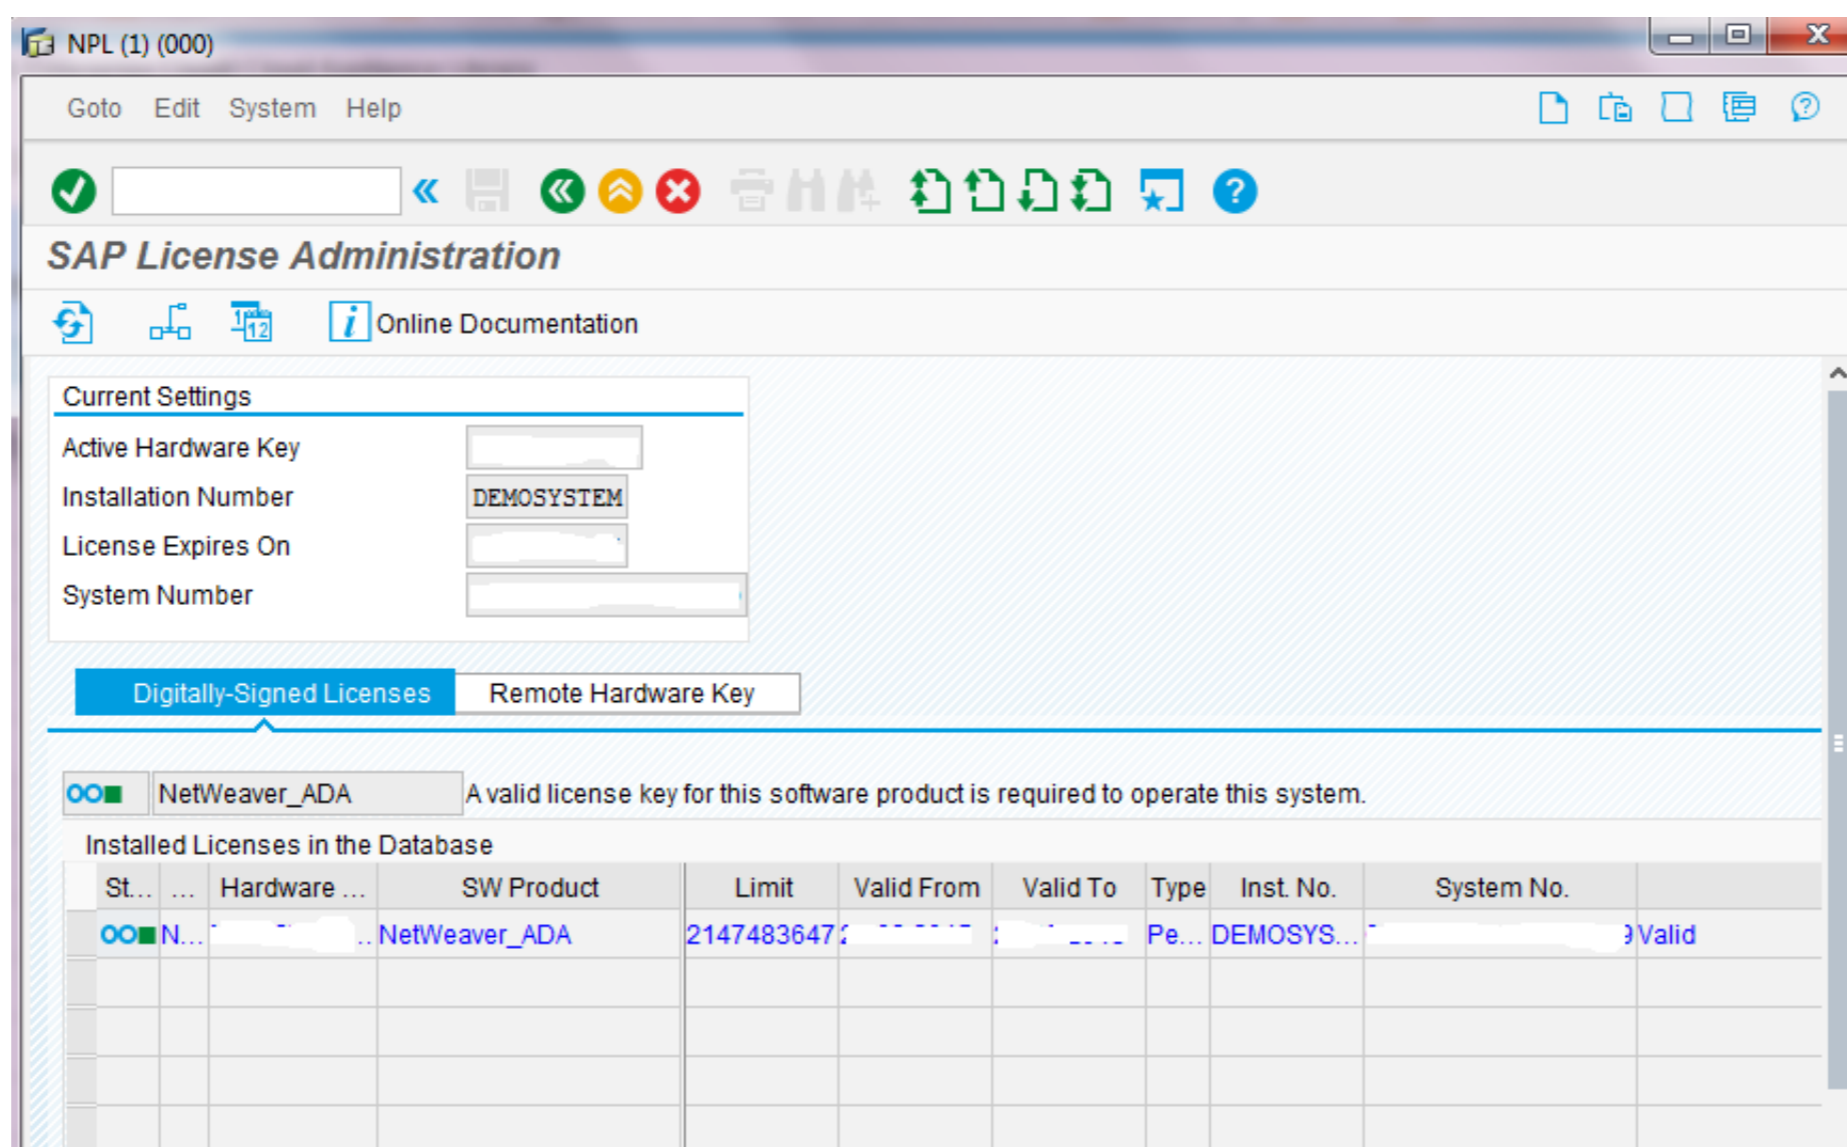 NPL (1) (000)
Goto Edit System Help
SAP License Administration
Online Documentation
Current Settings
Active Hardware Key
Installation Number DEMOSYSTEM
License Expires On
System Number
Digitally-Signed Licenses Remote Hardware Key
NetWeaver_ADA A valid license key for this software product is required to operate this system.
Installed Licenses in the Database
St... ... Hardware ... SW Product Limit Valid From Valid To Type Inst. No. System No.
N... NetWeaver_ADA 2147483647 Pe... DEMOSYS... 9 Valid